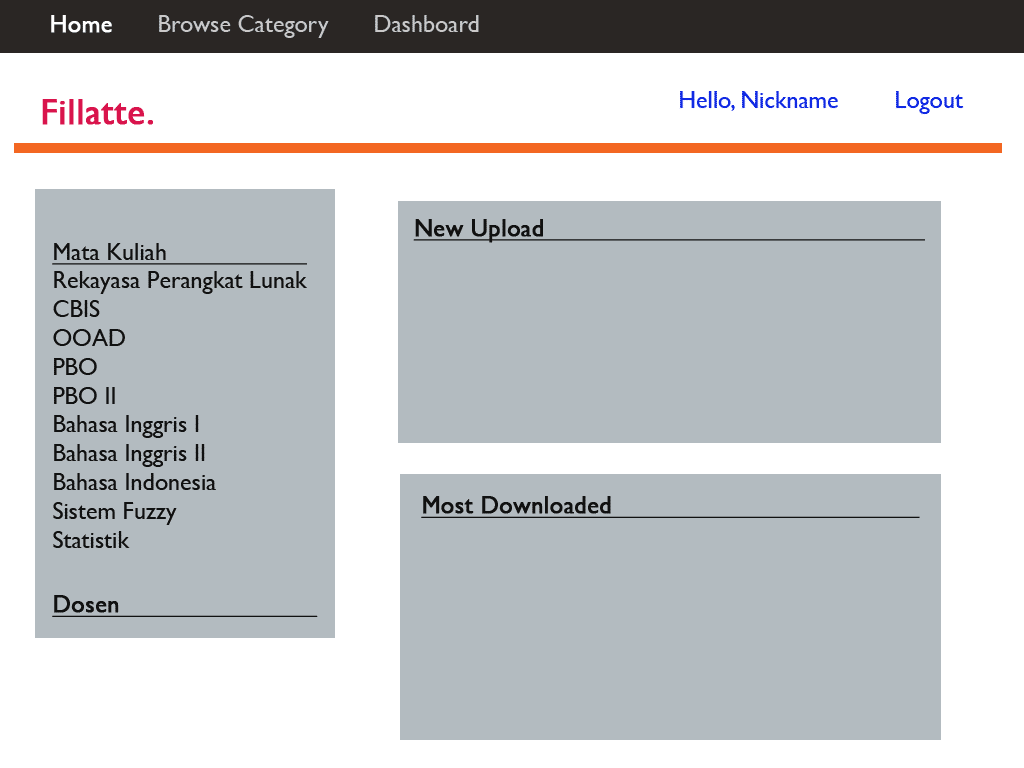 Home Browse Category Dashboard
Fillatte.
Hello, Nickname Logout
Mata Kuliah
Rekayasa Perangkat Lunak
CBIS
OOAD
PBO
PBO II
Bahasa Inggris I
Bahasa Inggris II
Bahasa Indonesia
Sistem Fuzzy
Statistik
Dosen
New Upload
Most Downloaded